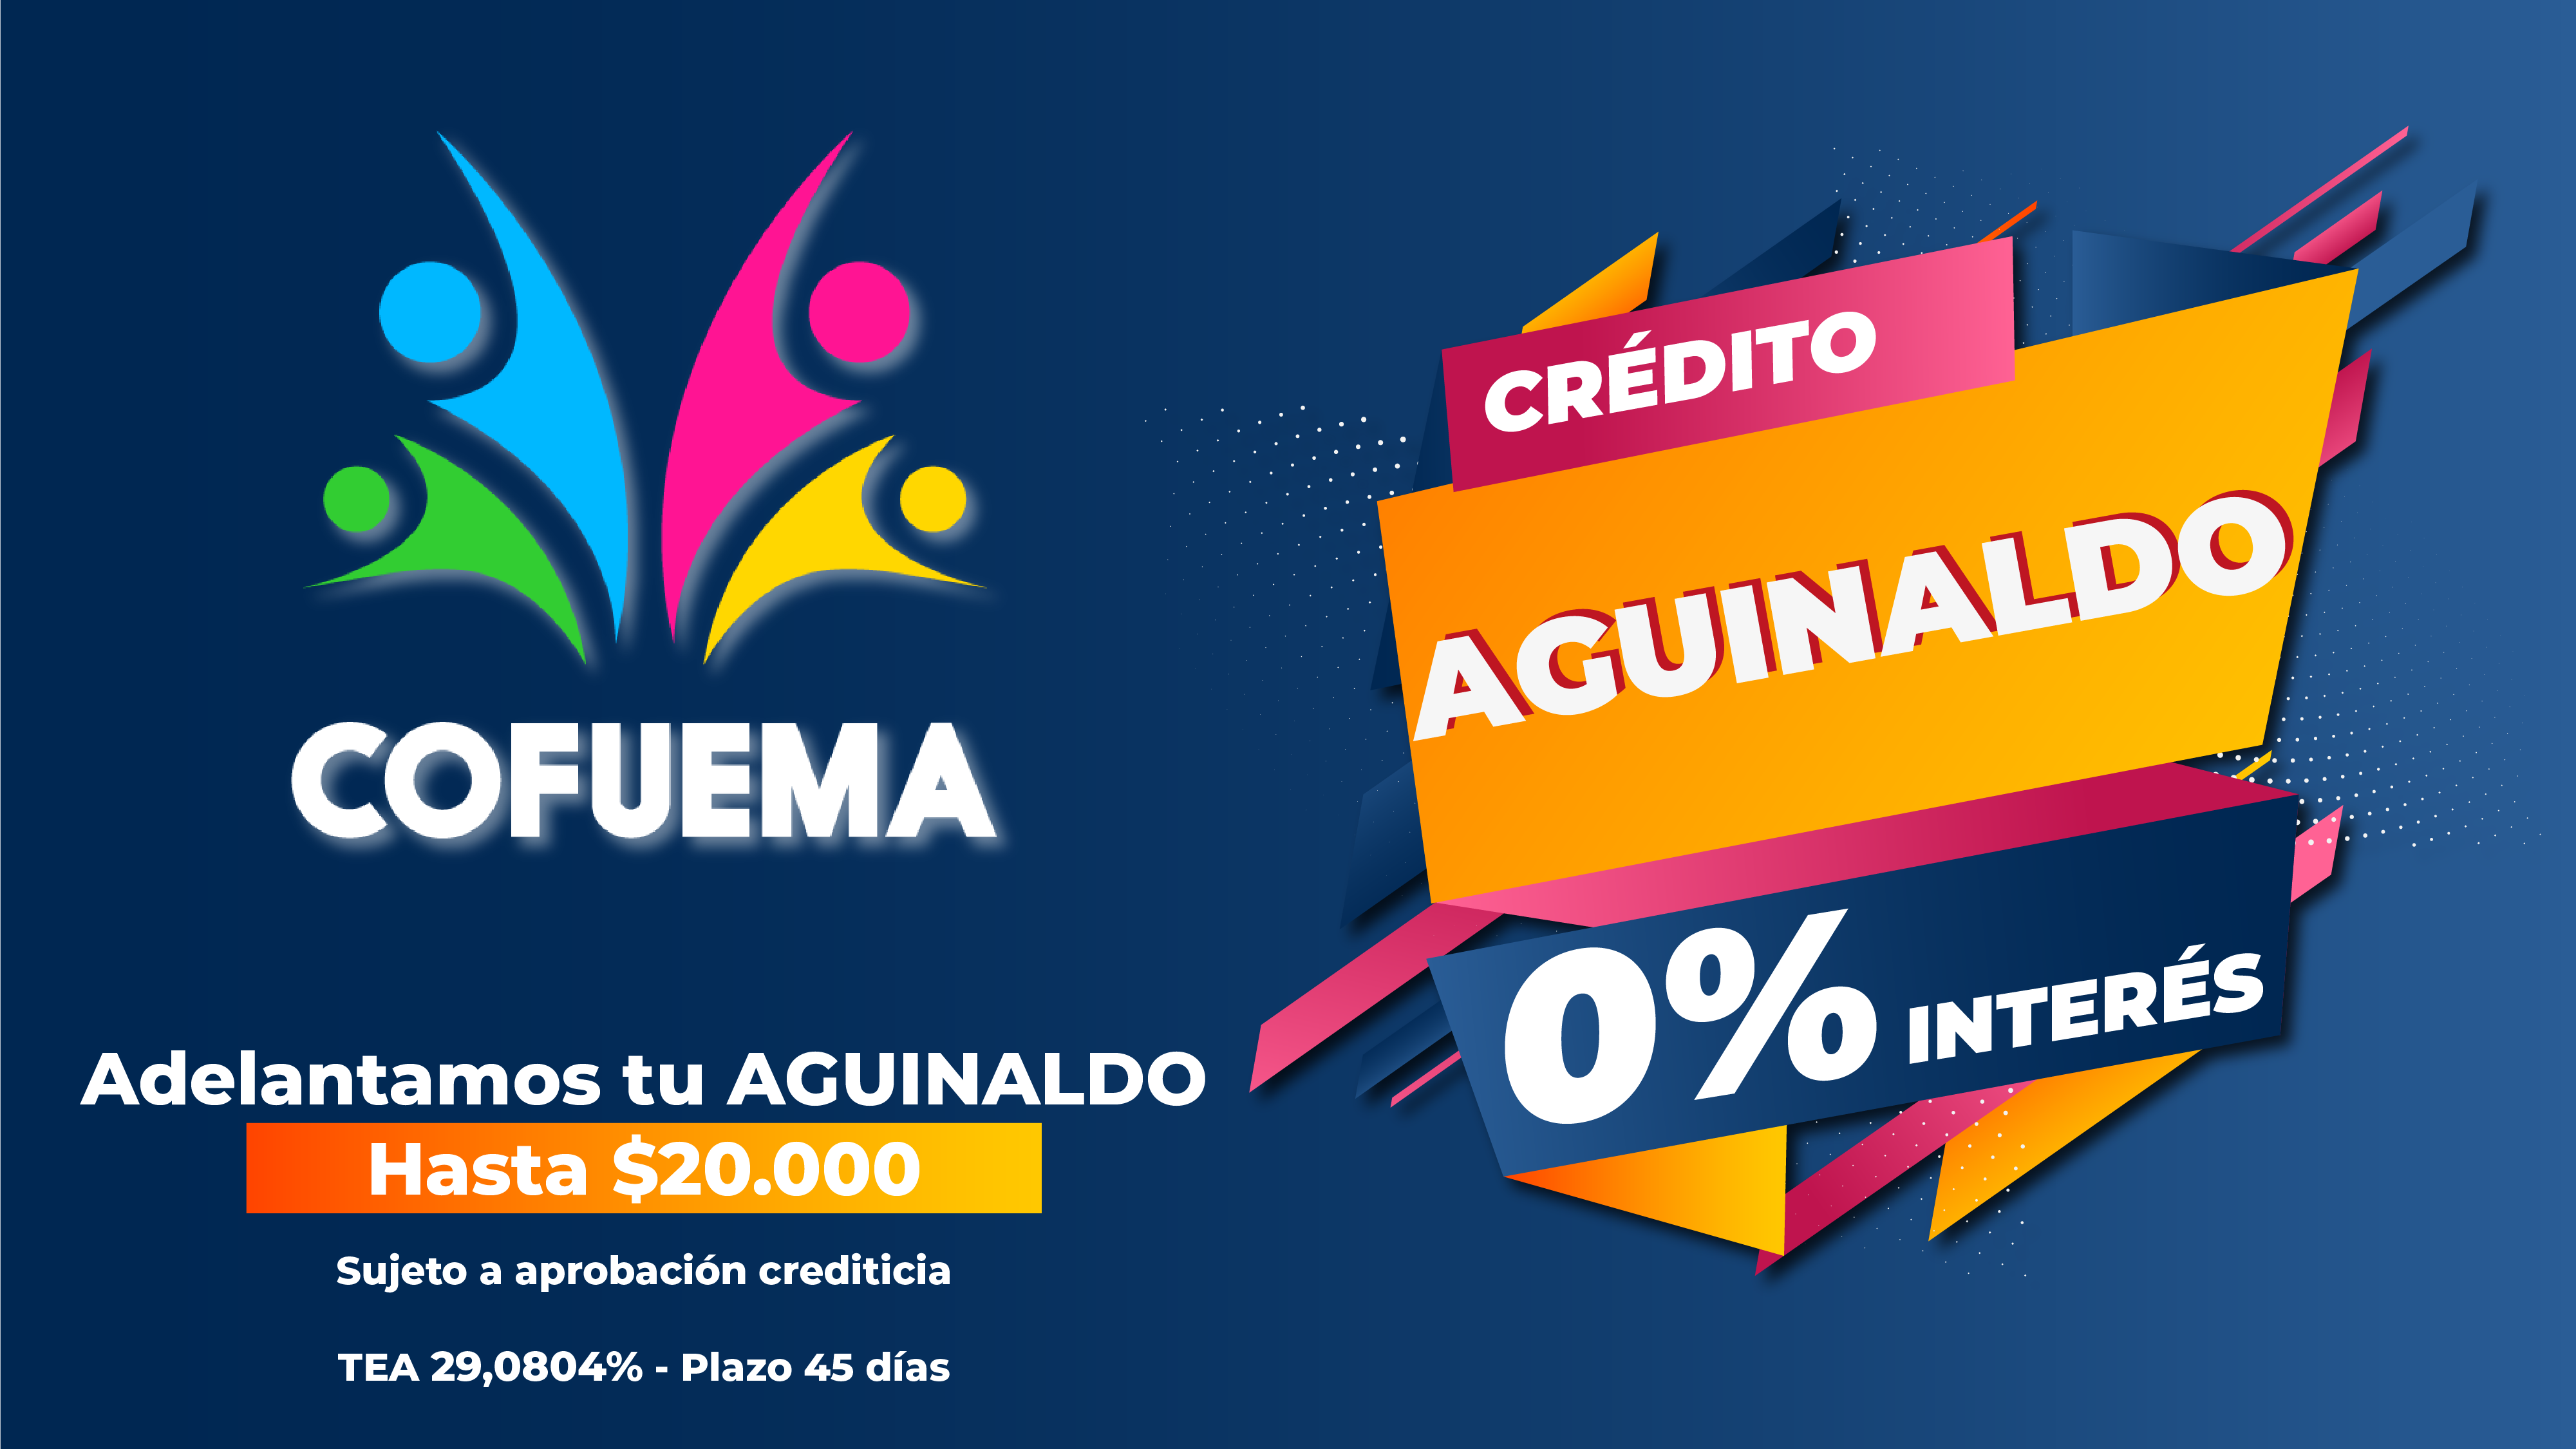 COFUEMA
Adelantamos tu AGUINALDO
Hasta $20.000
Sujeto a aprobación crediticia
TEA 29,0804% - Plazo 45 días
CRÉDITO
AGUINALDO
0% INTERÉS